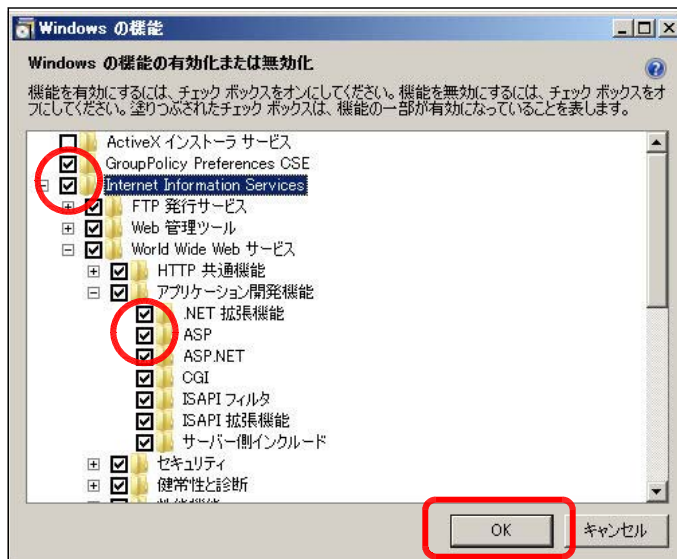 Windows の機能
Windows の機能の有効化または無効化
機能を有効にするには、チェック ボックスをオンにしてください。機能を無効にするには、チェック ボックスをオ
フにしてください。塗りつぶされたチェック ボックスは、機能の一部が有効になっていることを表します。
ActiveX インストーラ サービス
GroupPolicy Preferences CSE
Internet Information Services
FTP 発行サービス
Web 管理ツール
World Wide Web サービス
HTTP 共通機能
アプリケーション開発機能
.NET 拡張機能
ASP
ASP.NET
CGI
ISAPI フィルタ
ISAPI 拡張機能
サーバー側インクルード
セキュリティ
健常性と診断
OK
キャンセル